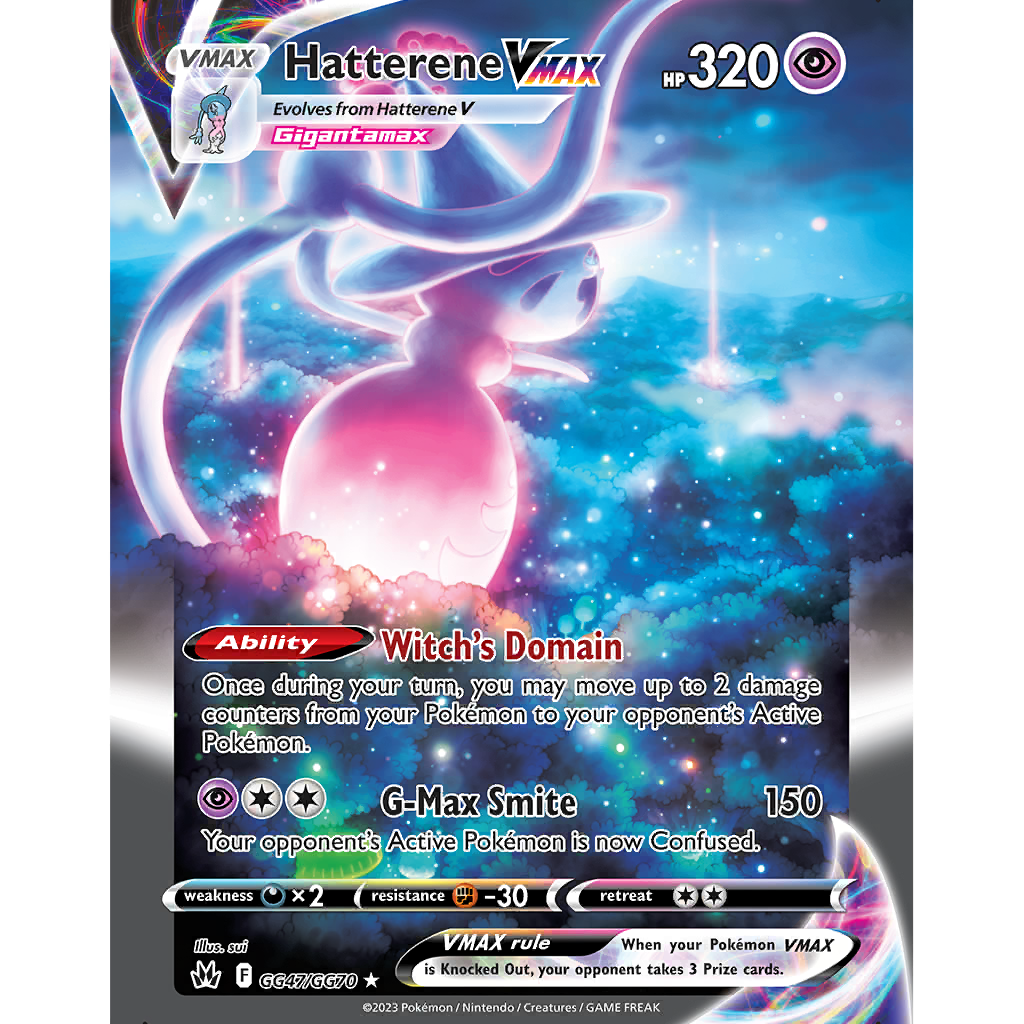 VMAX
Hatterene VMAX
HP 320
Evolves from Hatterene V
Gigantamax
Ability Witch's Domain
Once during your turn, you may move up to 2 damage
counters from your Pokémon to your opponent's Active
Pokémon.
G-Max Smite 150
Your opponent's Active Pokémon is now Confused.
weakness ×2 resistance -30 retreat
Illus. sui
VMAX rule When your Pokémon VMAX
is Knocked Out, your opponent takes 3 Prize cards.
F GG47/GG70
©2023 Pokémon / Nintendo / Creatures / GAME FREAK